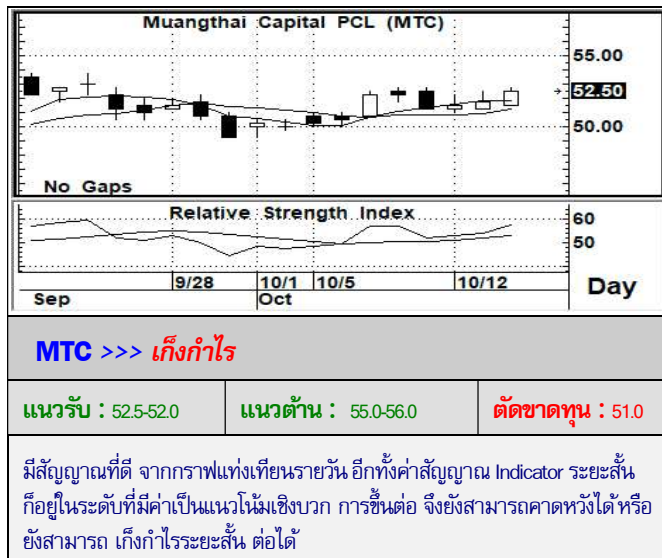 Muangthai Capital PCL (MTC)
55.00
52.50
50.00
No Gaps
Relative Strength Index
60
50
9/28 10/1 10/5 10/12
Sep Oct
Day
MTC >>> เก็งกำไร
แนวรับ : 52.5-52.0 แนวต้าน : 55.0-56.0 ตัดขาดทุน : 51.0
มีสัญญาณที่ดี จากกราฟแท่งเทียนรายวัน อีกทั้งค่าสัญญาณ Indicator ระยะสั้น
ก็อยู่ในระดับที่มีค่าเป็นแนวโน้มเชิงบวก การขึ้นต่อ จึงยังสามารถคาดหวังได้หรือ
ยังสามารถ เก็งกำไรระยะสั้น ต่อได้